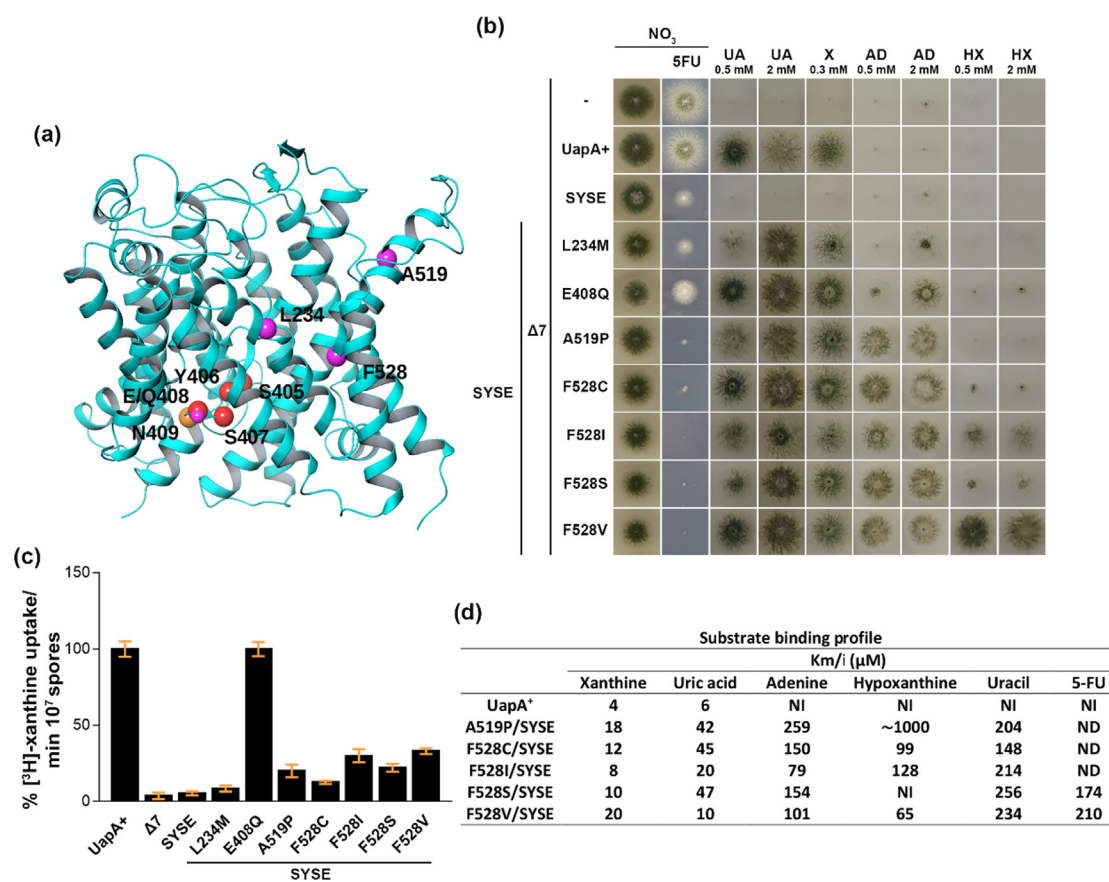 (a)
A519
L234
F528
Y406
E/Q408
S405
N409
S407
(b)
NO3
5FU
UA
0.5 mM
UA
2 mM
X
0.3 mM
AD
0.5 mM
AD
2 mM
HX
0.5 mM
HX
2 mM
-
UapA+
SYSE
L234M
E408Q
A519P
F528C
F528I
F528S
F528V
SYSE
Δ7
(c)
% [³H]-xanthine uptake/
min 10⁷ spores
150
100
50
0
UapA+
Δ7
SYSE
L234M
E408Q
A519P
F528C
F528I
F528S
F528V
SYSE
(d)
Substrate binding profile
Km/i (µM)
Xanthine Uric acid Adenine Hypoxanthine Uracil 5-FU
UapA⁺ 4 6 NI NI NI NI
A519P/SYSE 18 42 259 ~1000 204 ND
F528C/SYSE 12 45 150 99 148 ND
F528I/SYSE 8 20 79 128 214 ND
F528S/SYSE 10 47 154 NI 256 174
F528V/SYSE 20 10 101 65 234 210